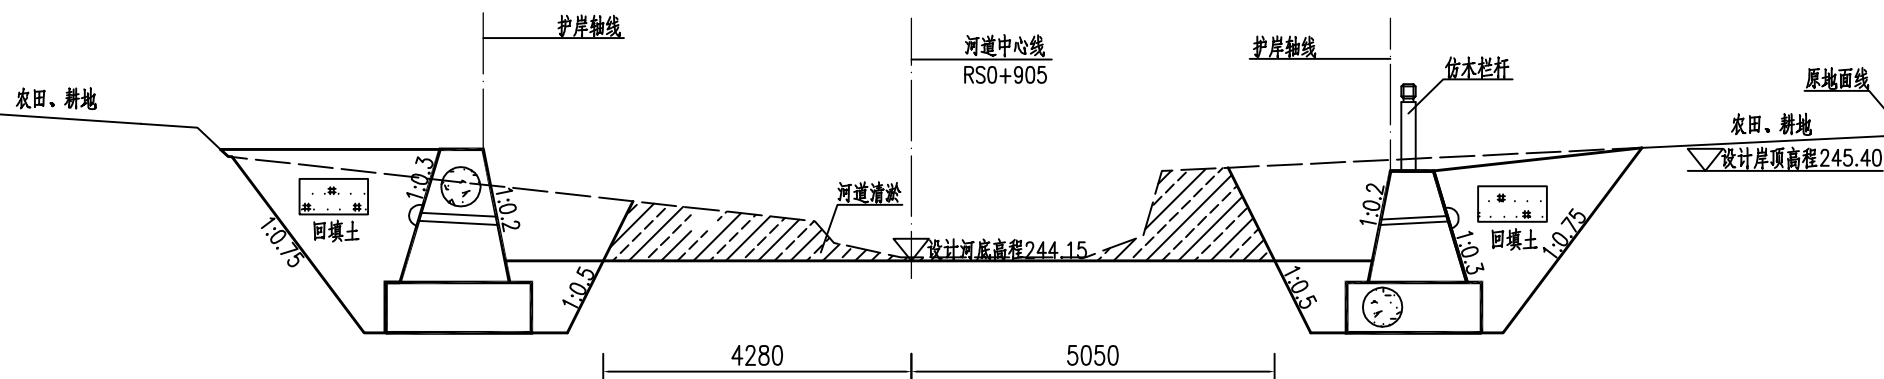 护岸轴线
河道中心线
RS0+905
护岸轴线
仿木栏杆
原地面线
农田、耕地
农田、耕地
设计岸顶高程245.40
1:0.3
1:0.2
河道清淤
1:0.2
回填土
1:0.75
设计河底高程244.15
回填土
1:0.75
1:0.3
1:0.5
1:0.5
4280
5050